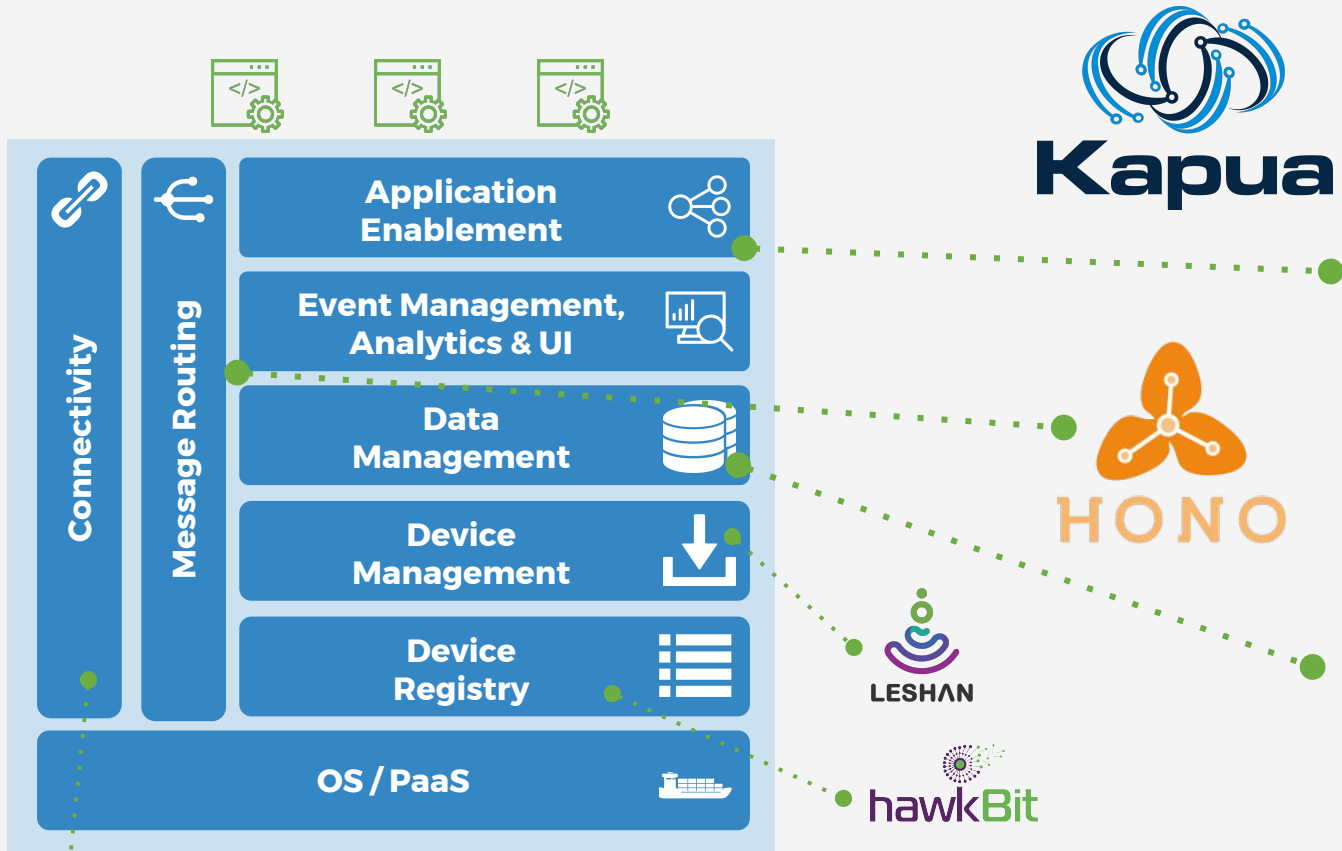 </>
</>
</>
Kapua
Connectivity
Message Routing
Application
Enablement
Event Management,
Analytics & UI
Data
Management
Device
Management
Device
Registry
OS / PaaS
HONO
LESHAN
hawkBit